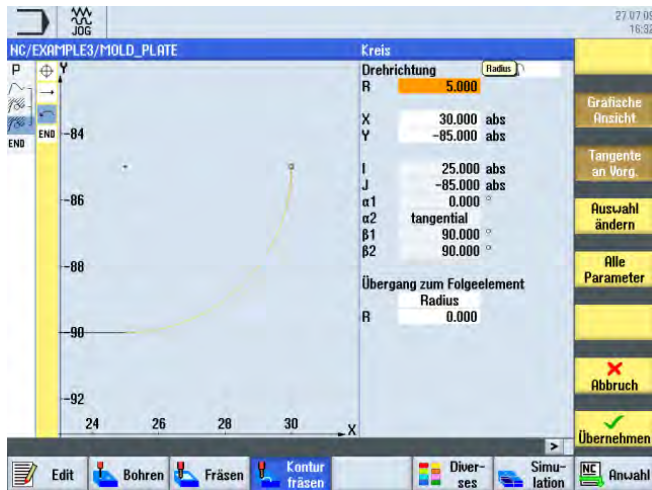 JOG
27.07.09
16:32
NC/EXAMPLE3/MOLD_PLATE
Kreis
P
END
END
Y
-84
-86
-88
-90
-92
24
26
28
30
X
Drehrichtung
Radius
R 5.000
X 30.000 abs
Y -85.000 abs
I 25.000 abs
J -85.000 abs
α1 0.000 °
α2 tangential
β1 90.000 °
β2 90.000 °
Übergang zum Folgeelement
Radius
R 0.000
Grafische
Ansicht
Tangente
an Vorg.
Auswahl
ändern
Alle
Parameter
Abbruch
Übernehmen
>
Edit
Bohren
Fräsen
Kontur
fräsen
Diver-
ses
Simu-
lation
NC
Anwahl